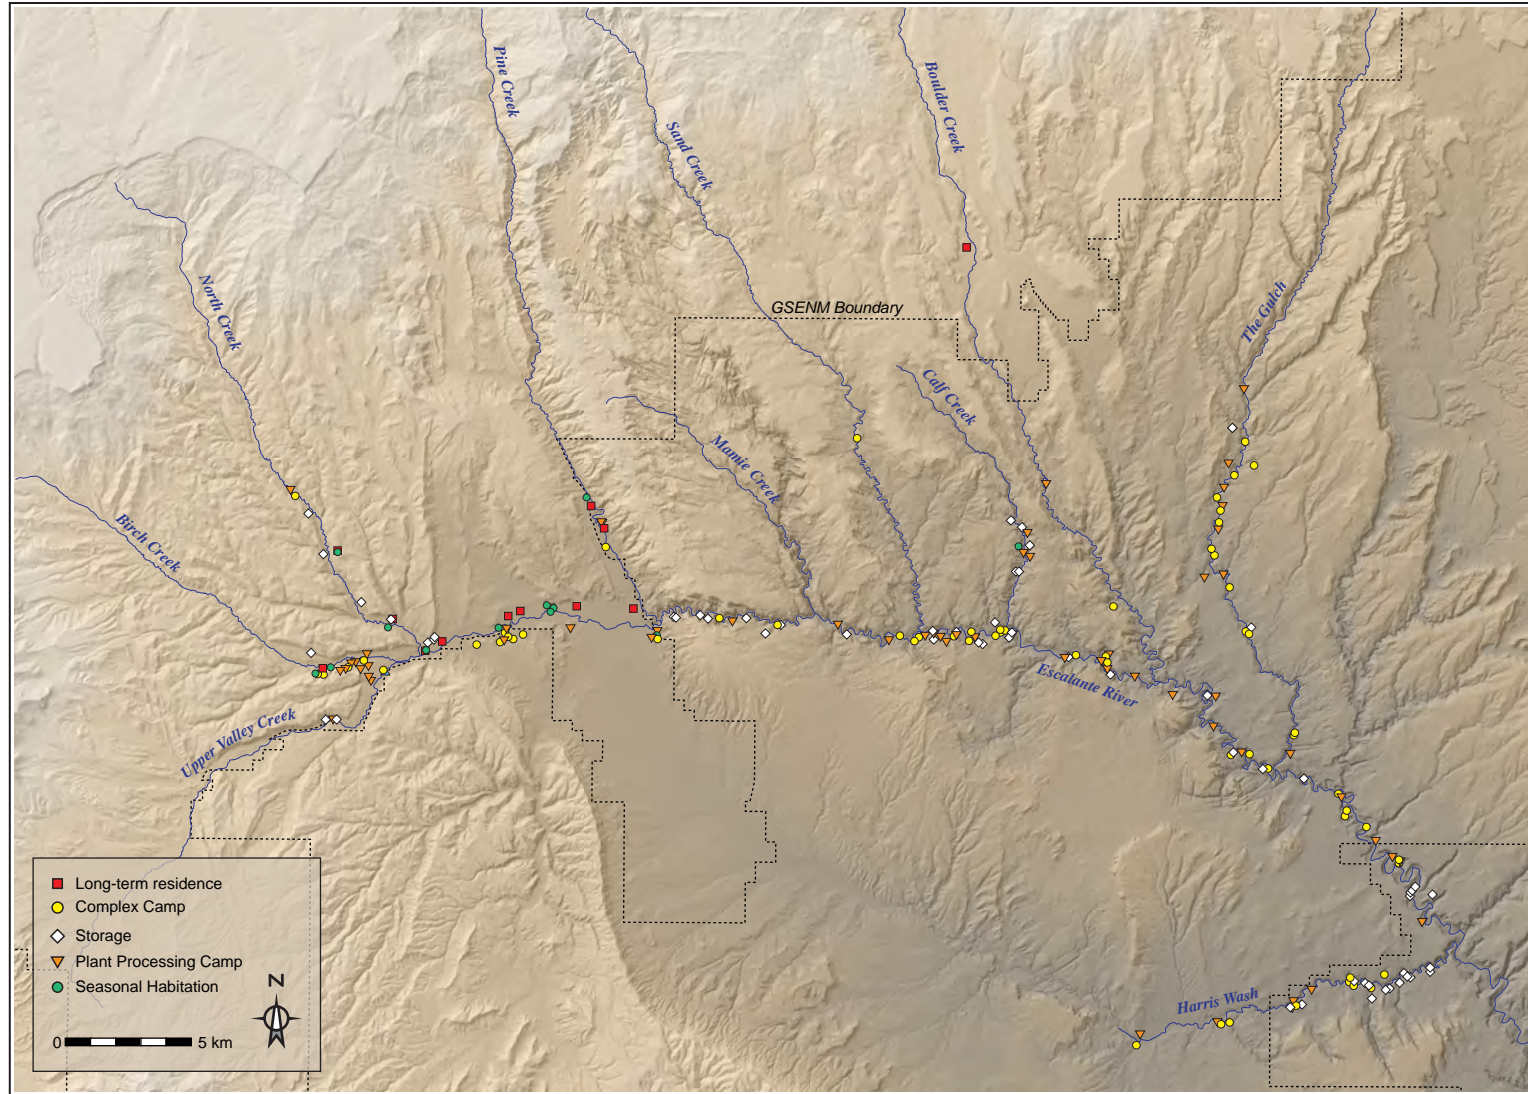 Pine Creek
Sand Creek
Boulder Creek
North Creek
GSENM Boundary
The Gulch
Calf Creek
Mamie Creek
Birch Creek
Escalante River
Upper Valley Creek
Long-term residence
Complex Camp
Storage
Plant Processing Camp
Seasonal Habitation
N
0 5 km
Harris Wash